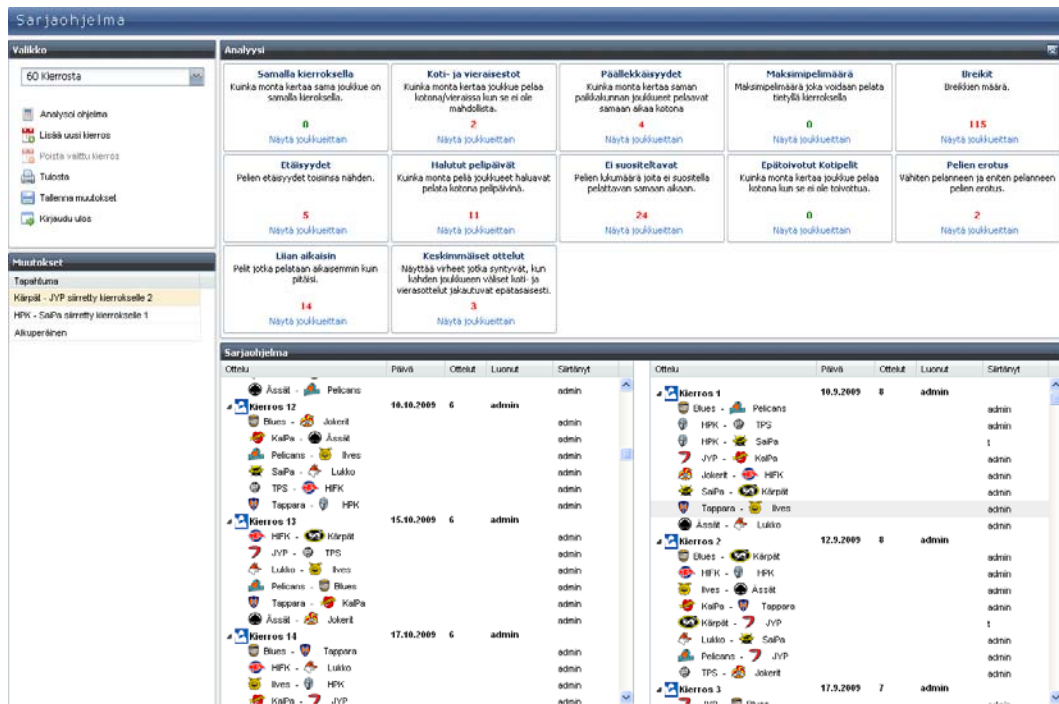 Sarjaohjelma
Valikko
60 Kierrosta
Analysoi ohjelma
Lisää uusi kierros
Poista valittu kierros
Tulosta
Tallenna muutokset
Kirjaudu ulos
Muutokset
Tapahtuma
Kärpät - JYP siirretty kierrokselle 2
HPK - SaiPa siirretty kierrokselle 1
Alkuperäinen
Analyysi
Samalla kierroksella
Kuinka monta kertaa sama joukkue on
samalla kieroksella.
0
Näytä joukkueittain
Koti- ja vieraisestot
Kuinka monta kertaa joukkue pelaa
kotona/vieraissa kun se ei ole
mahdollista.
2
Näytä joukkueittain
Päällekkäisyydet
Kuinka monta kertaa saman
paikkakunnan joukkueet pelaavat
samaan aikaa kotona
4
Näytä joukkueittain
Maksimipelimäärä
Maksimipelimäärä joka voidaan pelata
tietyllä kierroksella
0
Näytä joukkueittain
Breikit
Breikkien määrä.
115
Näytä joukkueittain
Etäisyydet
Pelien etäisyydet toisiinsa nähden.
5
Näytä joukkueittain
Halutut pelipäivät
Kuinka monta peliä joukkueet haluavat
pelata kotona pelipäivinä.
11
Näytä joukkueittain
Ei suositeltavat
Pelien lukumäärä joita ei suositella
pelattavan samaan aikaan.
24
Näytä joukkueittain
Epätoivotut Kotipelit
Kuinka monta kertaa joukkue pelaa
kotona kun se ei ole toivottua.
0
Näytä joukkueittain
Pelien erotus
Vähiten pelanneen ja eniten pelanneen
pelien erotus.
2
Näytä joukkueittain
Liian aikaisin
Pelit jotka pelataan aikaisemmin kuin
pitäisi.
14
Näytä joukkueittain
Keskimmäiset ottelut
Näyttää virheet jotka syntyvät, kun
kahden joukkueen väliset koti- ja
vierasottelut jakautuvat epätasaisesti.
3
Näytä joukkueittain
Sarjaohjelma
Ottelu Päivä Ottelut Luonut Siirtänyt
Ässät - Pelicans admin
Kierros 12 10.10.2009 6 admin
Blues - Jokerit admin
KalPa - Ässät admin
Pelicans - Ilves admin
SaiPa - Lukko admin
TPS - HIFK admin
Tappara - HPK admin
Kierros 13 15.10.2009 6 admin
HIFK - Kärpät admin
JYP - TPS admin
Lukko - Ilves admin
Pelicans - Blues admin
Tappara - KalPa admin
Ässät - Jokerit admin
Kierros 14 17.10.2009 6 admin
Blues - Tappara admin
HIFK - Lukko admin
Ilves - HPK admin
KalPa - JYP admin
Ottelu Päivä Ottelut Luonut Siirtänyt
Kierros 1 10.9.2009 8 admin
Blues - Pelicans admin
HPK - TPS admin
HPK - SaiPa t
JYP - KalPa admin
Jokerit - HIFK admin
SaiPa - Kärpät admin
Tappara - Ilves admin
Ässät - Lukko admin
Kierros 2 12.9.2009 8 admin
Blues - Kärpät admin
HIFK - HPK admin
Ilves - Ässät admin
KalPa - Tappara admin
Kärpät - JYP t
Lukko - SaiPa admin
Pelicans - JYP admin
TPS - Jokerit admin
Kierros 3 17.9.2009 7 admin
JYP - Blues admin